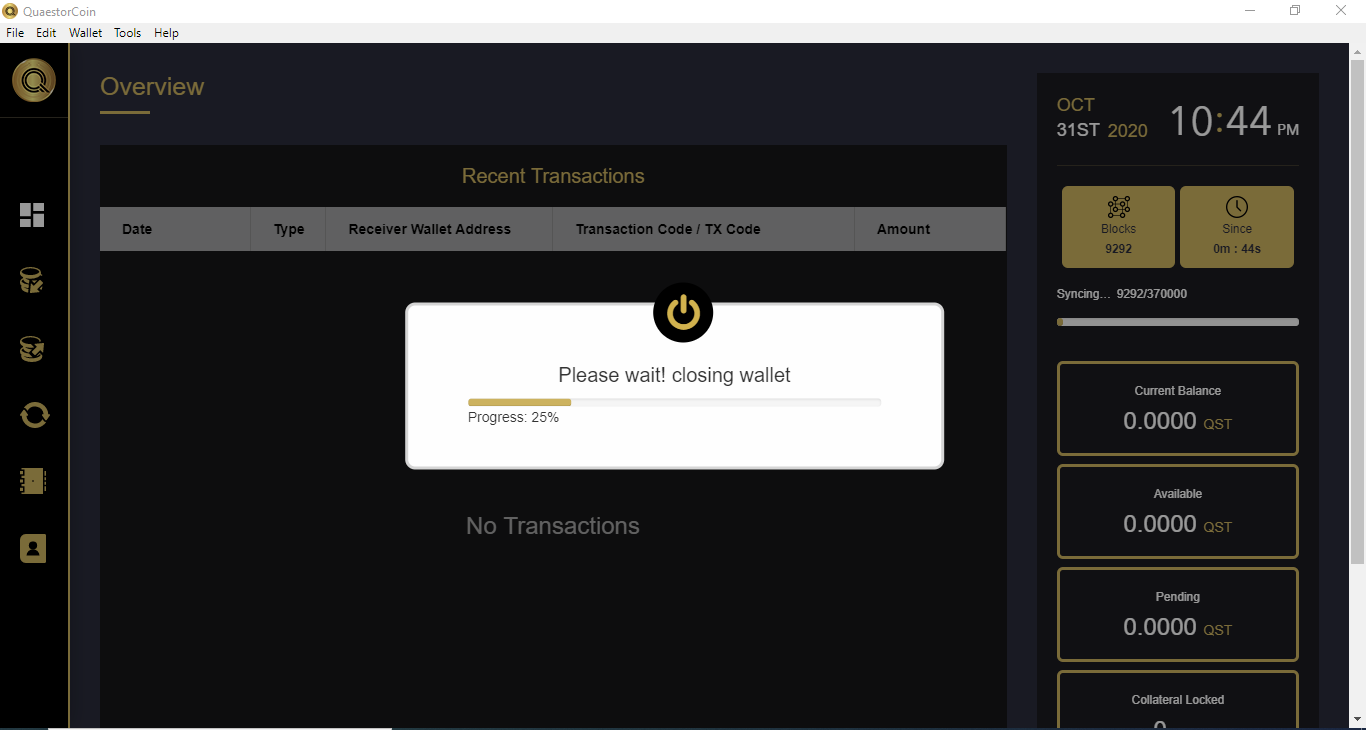 QuaestorCoin
File Edit Wallet Tools Help
Overview
Recent Transactions
Date Type Receiver Wallet Address Transaction Code / TX Code Amount
Please wait! closing wallet
Progress: 25%
No Transactions
OCT
31ST 2020
10:44 PM
Blocks
9292
Since
0m : 44s
Syncing... 9292/370000
Current Balance
0.0000 QST
Available
0.0000 QST
Pending
0.0000 QST
Collateral Locked